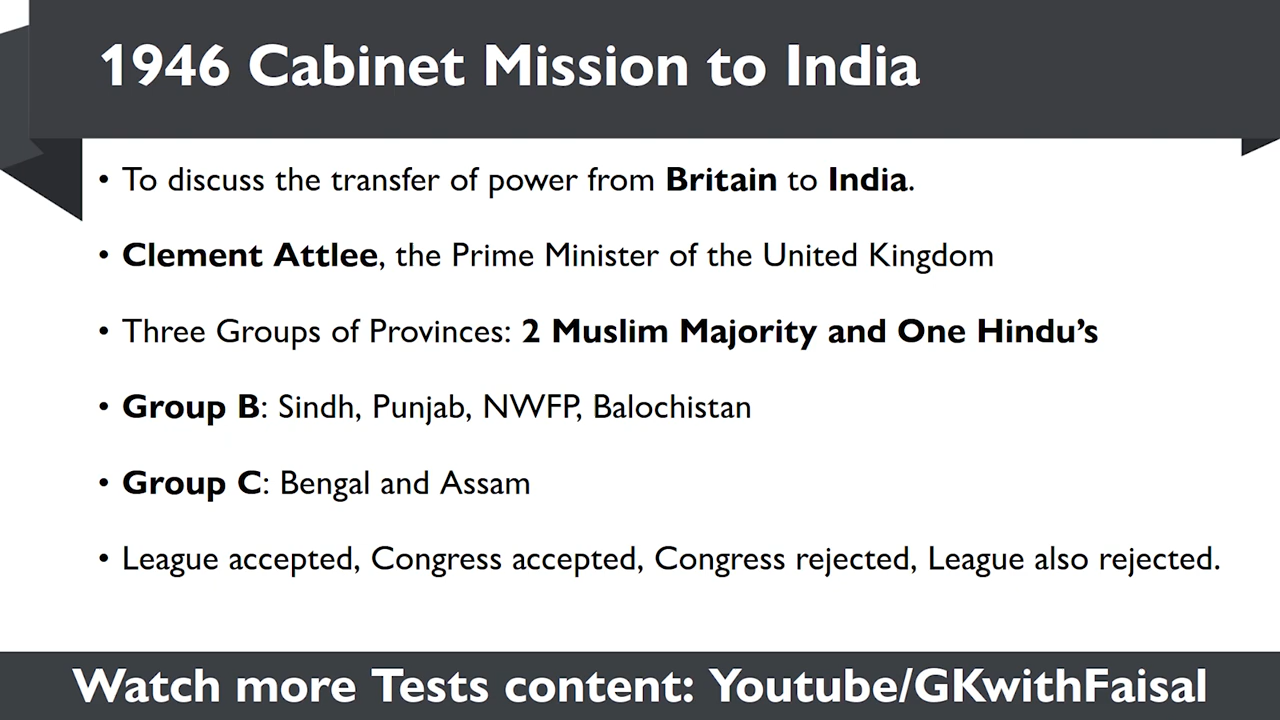 1946 Cabinet Mission to India
• To discuss the transfer of power from Britain to India.
• Clement Attlee, the Prime Minister of the United Kingdom
• Three Groups of Provinces: 2 Muslim Majority and One Hindu’s
• Group B: Sindh, Punjab, NWFP, Balochistan
• Group C: Bengal and Assam
• League accepted, Congress accepted, Congress rejected, League also rejected.
Watch more Tests content: Youtube/GKwithFaisal